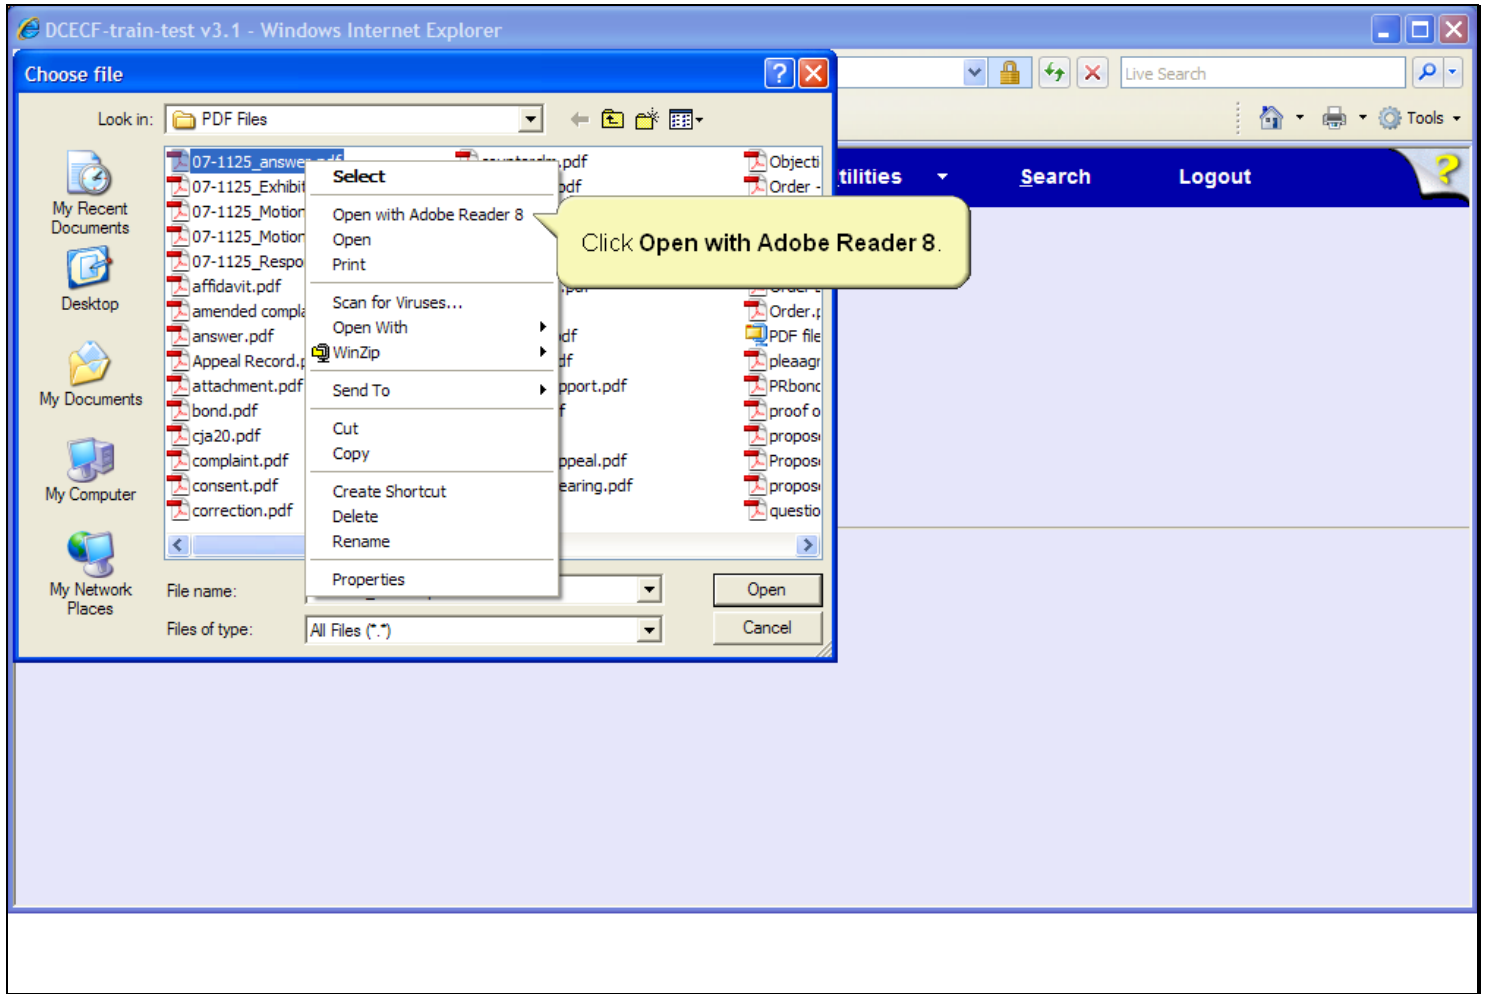 DCECF-train-test v3.1 - Windows Internet Explorer
Choose file
Live Search
Look in:
PDF Files
Tools
tilities
Search
Logout
My Recent
Documents
Desktop
My Documents
My Computer
My Network
Places
07-1125_answer.pdf
07-1125_Exhibit
07-1125_Motion
07-1125_Motion
07-1125_Respo
affidavit.pdf
amended compla
answer.pdf
Appeal Record.p
attachment.pdf
bond.pdf
cja20.pdf
complaint.pdf
consent.pdf
correction.pdf
.pdf
pdf
.pdf
df
df
pport.pdf
f
ppeal.pdf
earing.pdf
Objecti
Order -
Order.p
PDF file
pleaagr
PRbond
proof o
propos
Propos
propos
questio
Select
Open with Adobe Reader 8
Open
Print
Scan for Viruses...
Open With
WinZip
Send To
Cut
Copy
Create Shortcut
Delete
Rename
Properties
Click Open with Adobe Reader 8.
File name:
Open
Files of type:
All Files (*.*)
Cancel